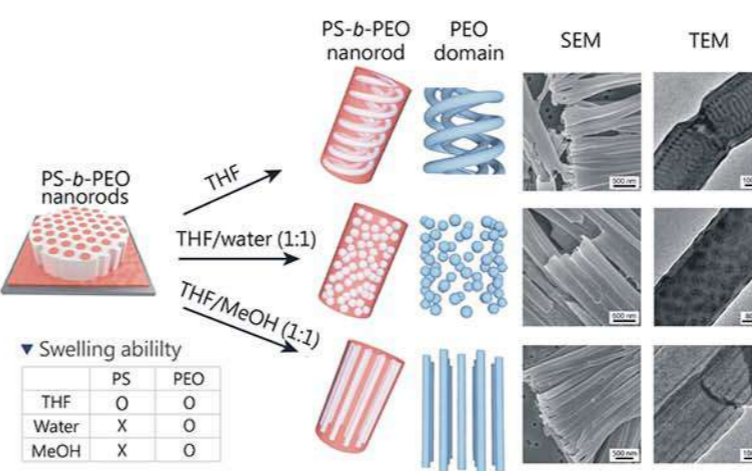 PS-b-PEO
nanorod
PEO
domain
SEM
TEM
PS-b-PEO
nanorods
THF
THF/water (1:1)
THF/MeOH (1:1)
500 nm
500 nm
500 nm
▼ Swelling abililty
PS PEO
THF O O
Water X O
MeOH X O